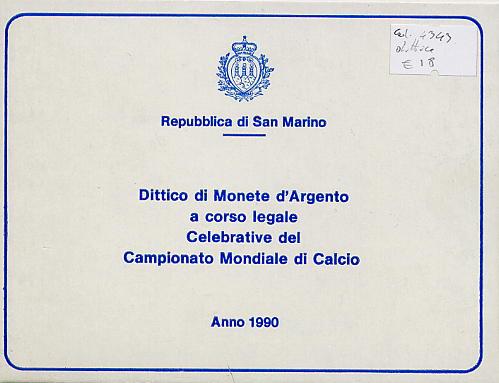 4343
€ 18
Repubblica di San Marino
Dittico di Monete d'Argento
a corso legale
Celebrative del
Campionato Mondiale di Calcio
Anno 1990